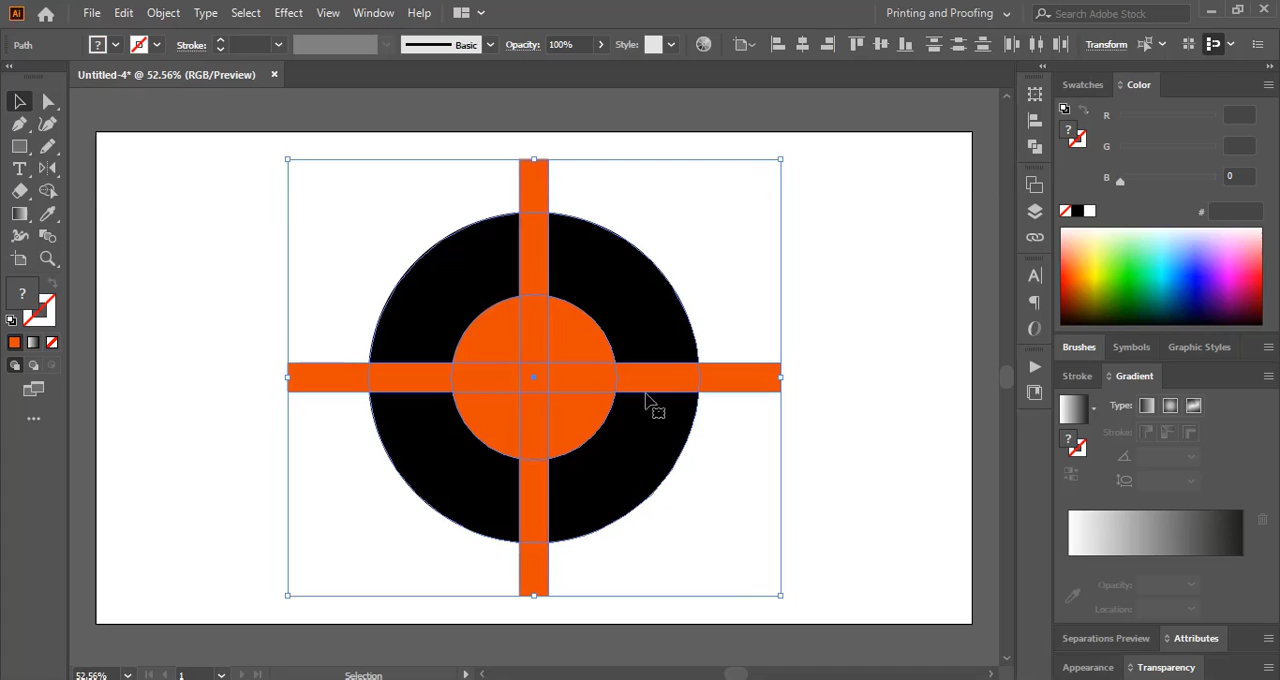 Ai File Edit Object Type Select Effect View Window Help Printing and Proofing Search Adobe Stock
Path ? Stroke: Basic Opacity: 100% Style: Transform
Untitled-4* @ 52.56% (RGB/Preview)
Swatches Color
R
? G
B 0
#
?
Brushes Symbols Graphic Styles
Stroke Gradient
Type:
? Stroke:
Opacity:
Location:
Separations Preview Attributes
Appearance Transparency
52.56% 1 Selection